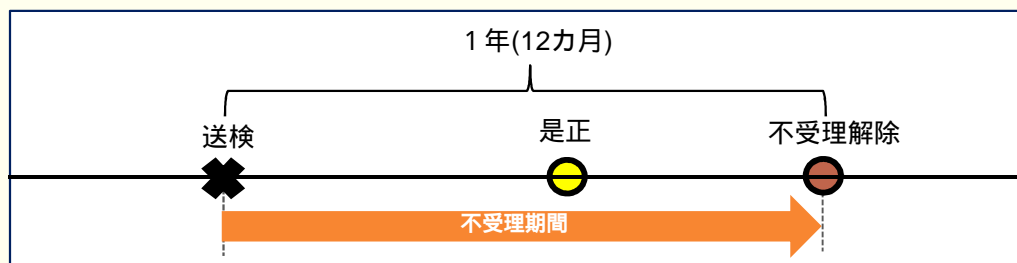 １年(12カ月)
送検
是正
不受理解除
不受理期間